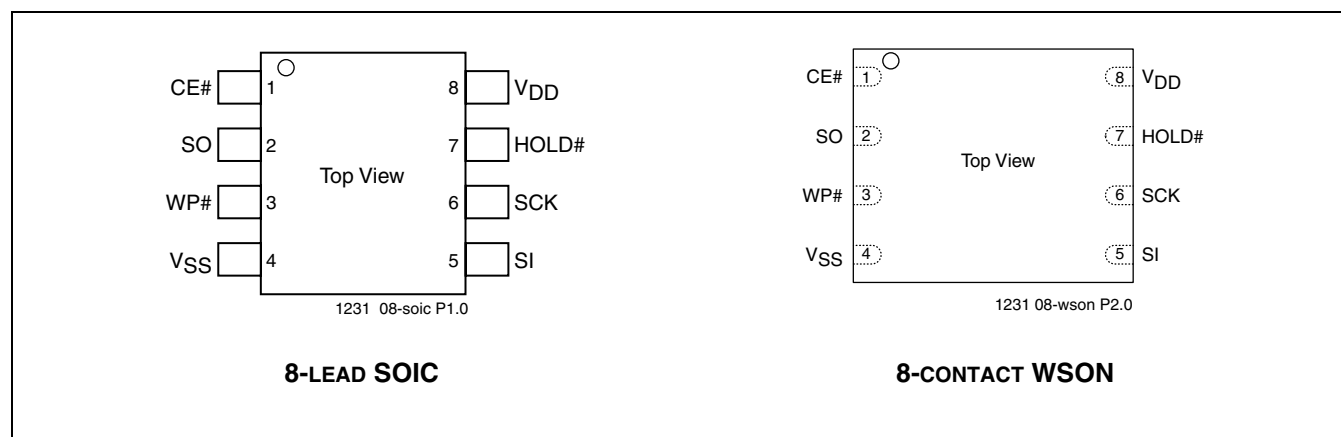 CE# 1 8 VDD
SO 2 7 HOLD#
Top View
WP# 3 6 SCK
VSS 4 5 SI
1231 08-soic P1.0
8-LEAD SOIC
CE# 1 8 VDD
SO 2 7 HOLD#
Top View
WP# 3 6 SCK
VSS 4 5 SI
1231 08-wson P2.0
8-CONTACT WSON